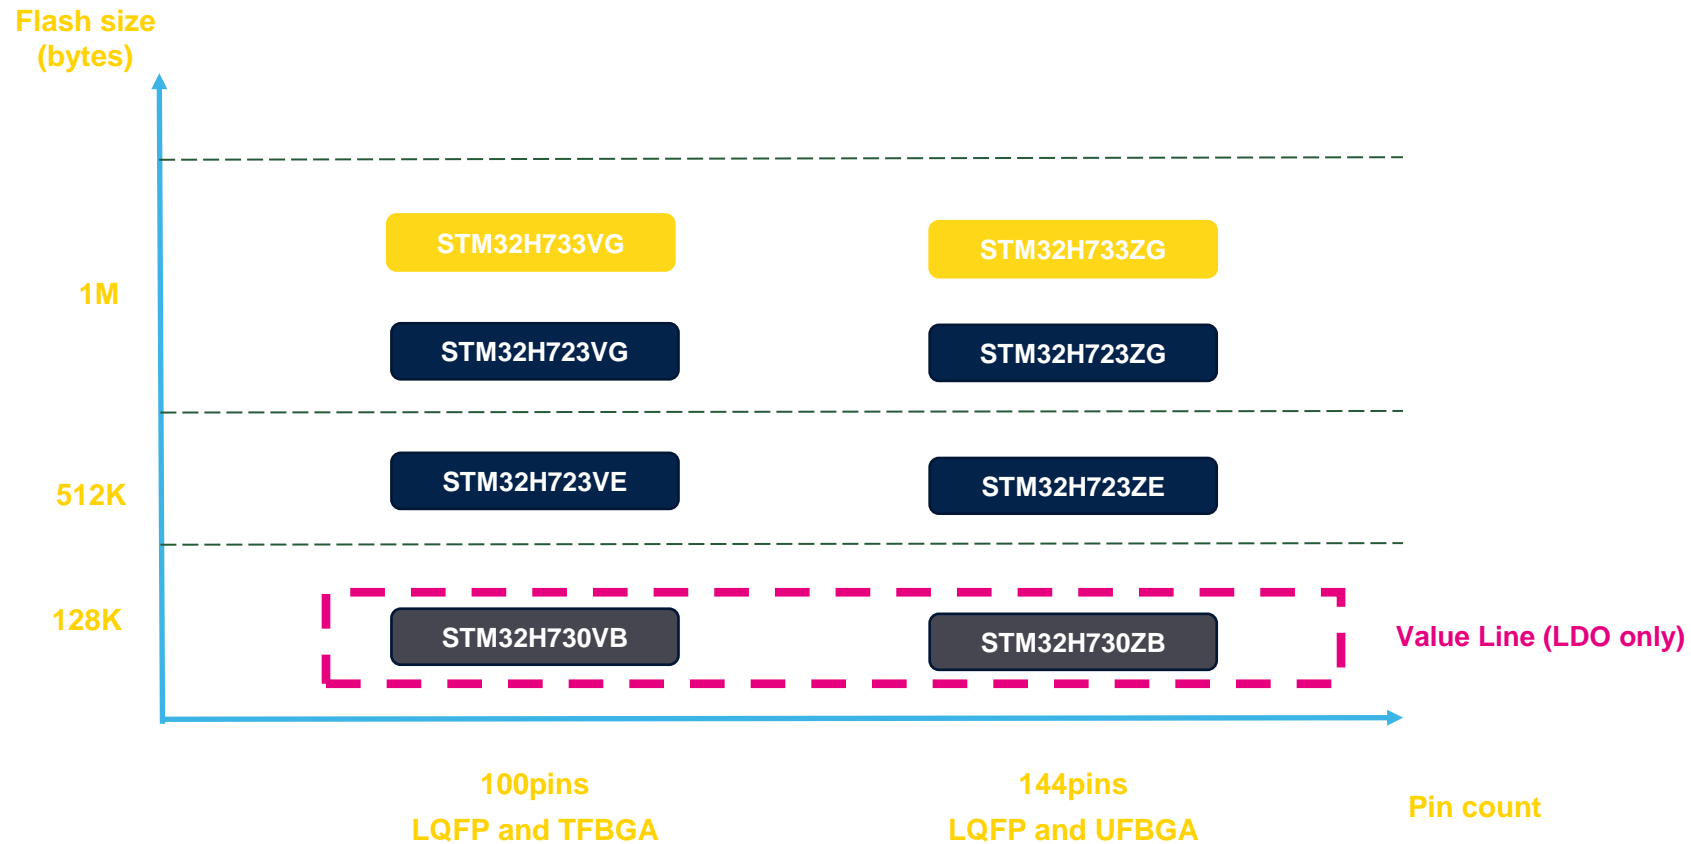 Flash size
(bytes)
STM32H733VG
STM32H733ZG
1M
STM32H723VG
STM32H723ZG
512K
STM32H723VE
STM32H723ZE
128K
STM32H730VB
STM32H730ZB
Value Line (LDO only)
100pins
LQFP and TFBGA
144pins
LQFP and UFBGA
Pin count